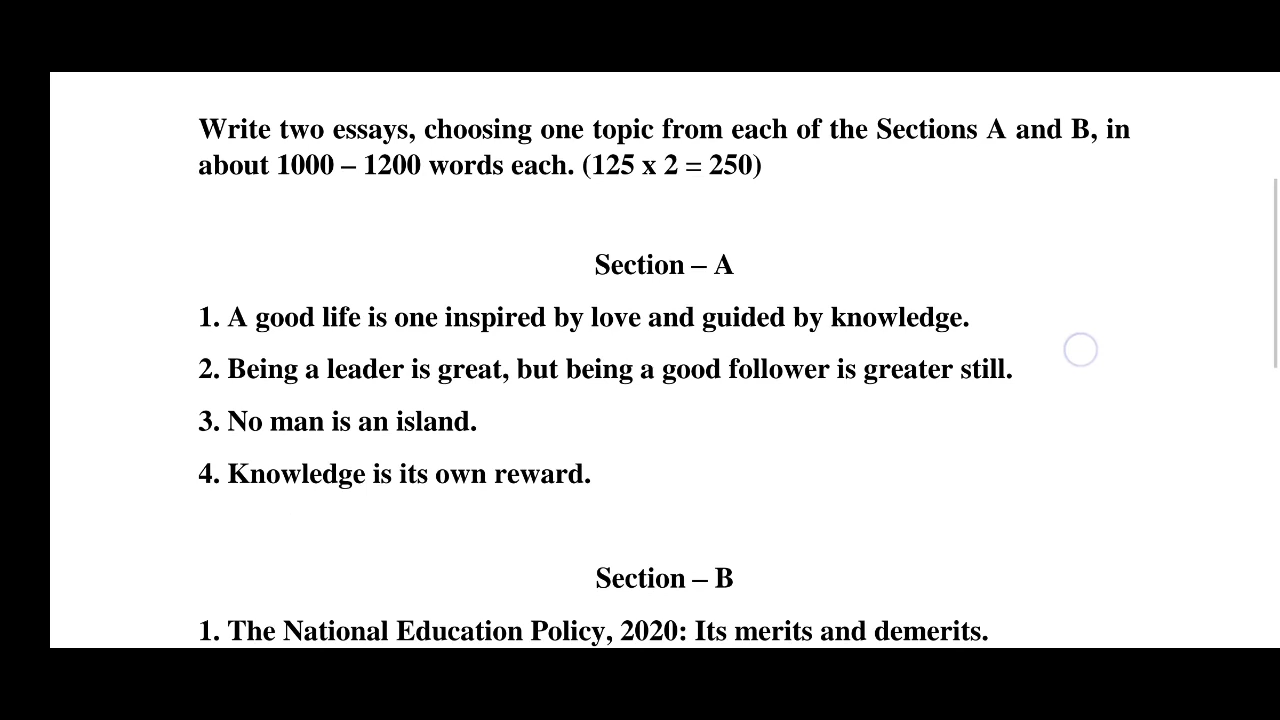 Write two essays, choosing one topic from each of the Sections A and B, in
about 1000 – 1200 words each. (125 x 2 = 250)
Section – A
1. A good life is one inspired by love and guided by knowledge.
2. Being a leader is great, but being a good follower is greater still.
3. No man is an island.
4. Knowledge is its own reward.
Section – B
1. The National Education Policy, 2020: Its merits and demerits.